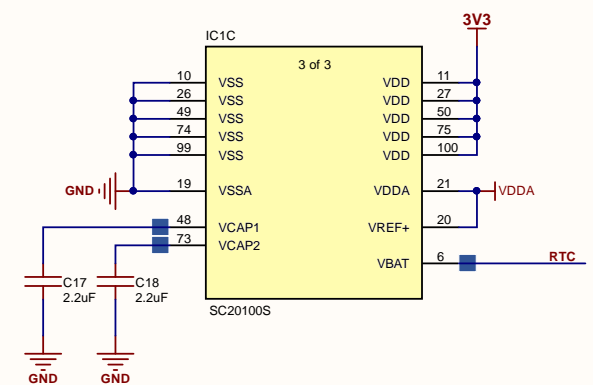 3V3
IC1C
3 of 3
10 VSS VDD 11
26 VSS VDD 27
49 VSS VDD 50
74 VSS VDD 75
99 VSS VDD 100
GND 19 VSSA VDDA 21 VDDA
48 VCAP1 VREF+ 20
73 VCAP2
VBAT 6 RTC
C17 C18
2.2uF 2.2uF
SC20100S
GND GND